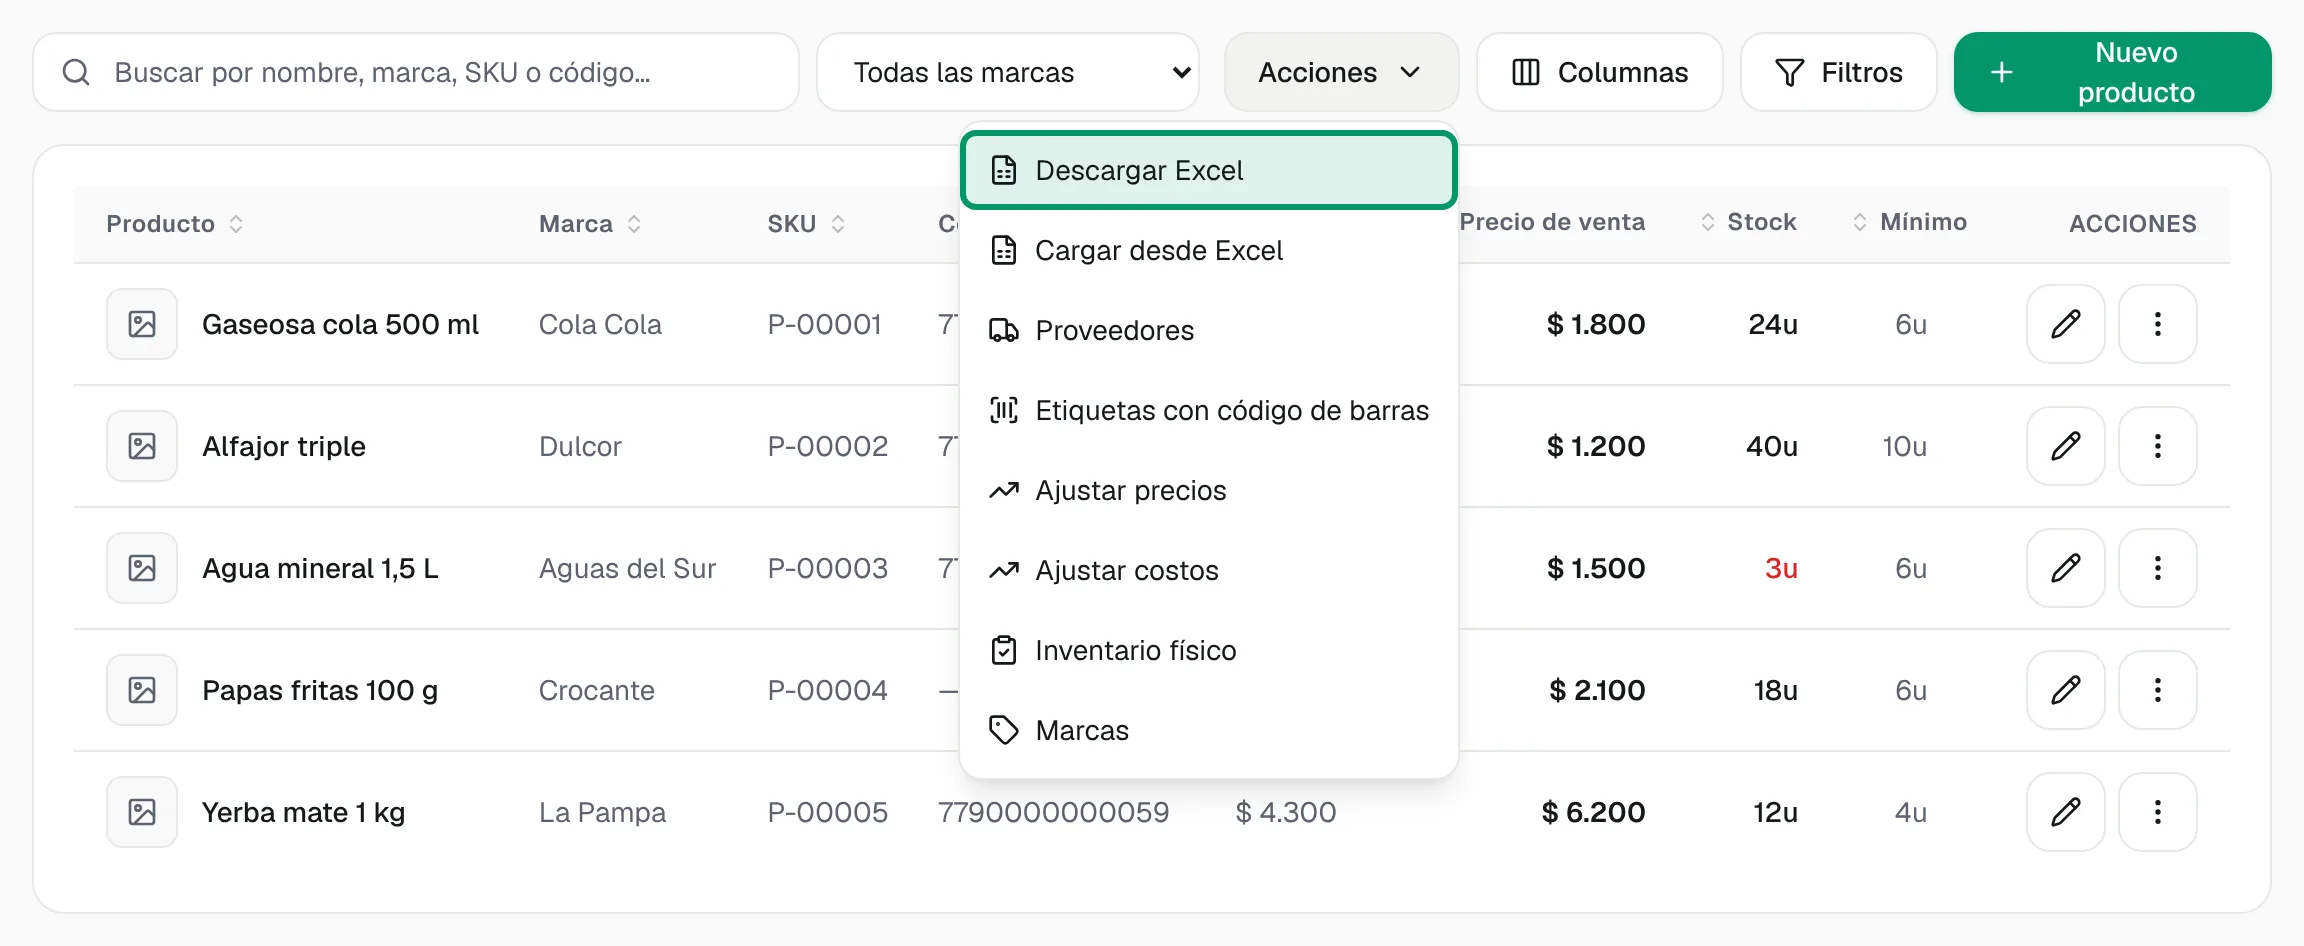 Buscar por nombre, marca, SKU o código...
Todas las marcas
Acciones
Columnas
Filtros
Nuevo
producto
Descargar Excel
Cargar desde Excel
Proveedores
Etiquetas con código de barras
Ajustar precios
Ajustar costos
Inventario físico
Marcas
Producto Marca SKU Precio de venta Stock Mínimo ACCIONES
Gaseosa cola 500 ml Cola Cola P-00001 $ 1.800 24u 6u
Alfajor triple Dulcor P-00002 $ 1.200 40u 10u
Agua mineral 1,5 L Aguas del Sur P-00003 $ 1.500 3u 6u
Papas fritas 100 g Crocante P-00004 — $ 2.100 18u 6u
Yerba mate 1 kg La Pampa P-00005 7790000000059 $ 4.300 $ 6.200 12u 4u